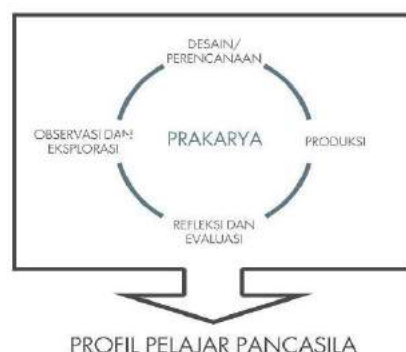 DESAIN/
PERENCANAAN
OBSERVASI DAN
EKSPLORASI
PRAKARYA
PRODUKSI
REFLEKSI DAN
EVALUASI
PROFIL PELAJAR PANCASILA